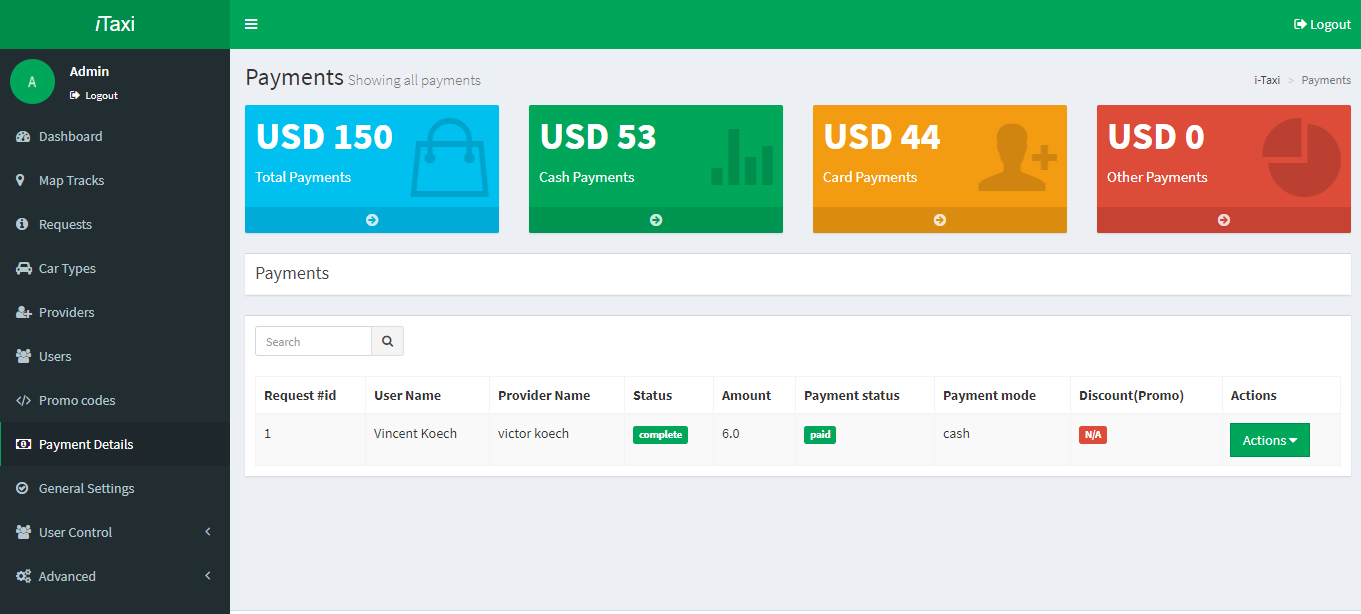 iTaxi
Logout
A
Admin
Logout
Dashboard
Map Tracks
Requests
Car Types
Providers
Users
Promo codes
Payment Details
General Settings
User Control
Advanced
Payments Showing all payments
i-Taxi > Payments
USD 150
Total Payments
USD 53
Cash Payments
USD 44
Card Payments
USD 0
Other Payments
Payments
Search
Request #id User Name Provider Name Status Amount Payment status Payment mode Discount(Promo) Actions
1 Vincent Koech victor koech complete 6.0 paid cash N/A Actions